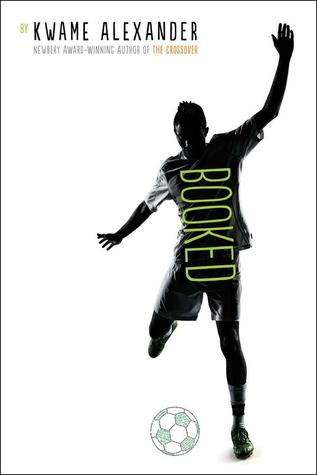 BY KWAME ALEXANDER
NEWBERY AWARD-WINNING AUTHOR OF THE CROSSOVER
BOOKED